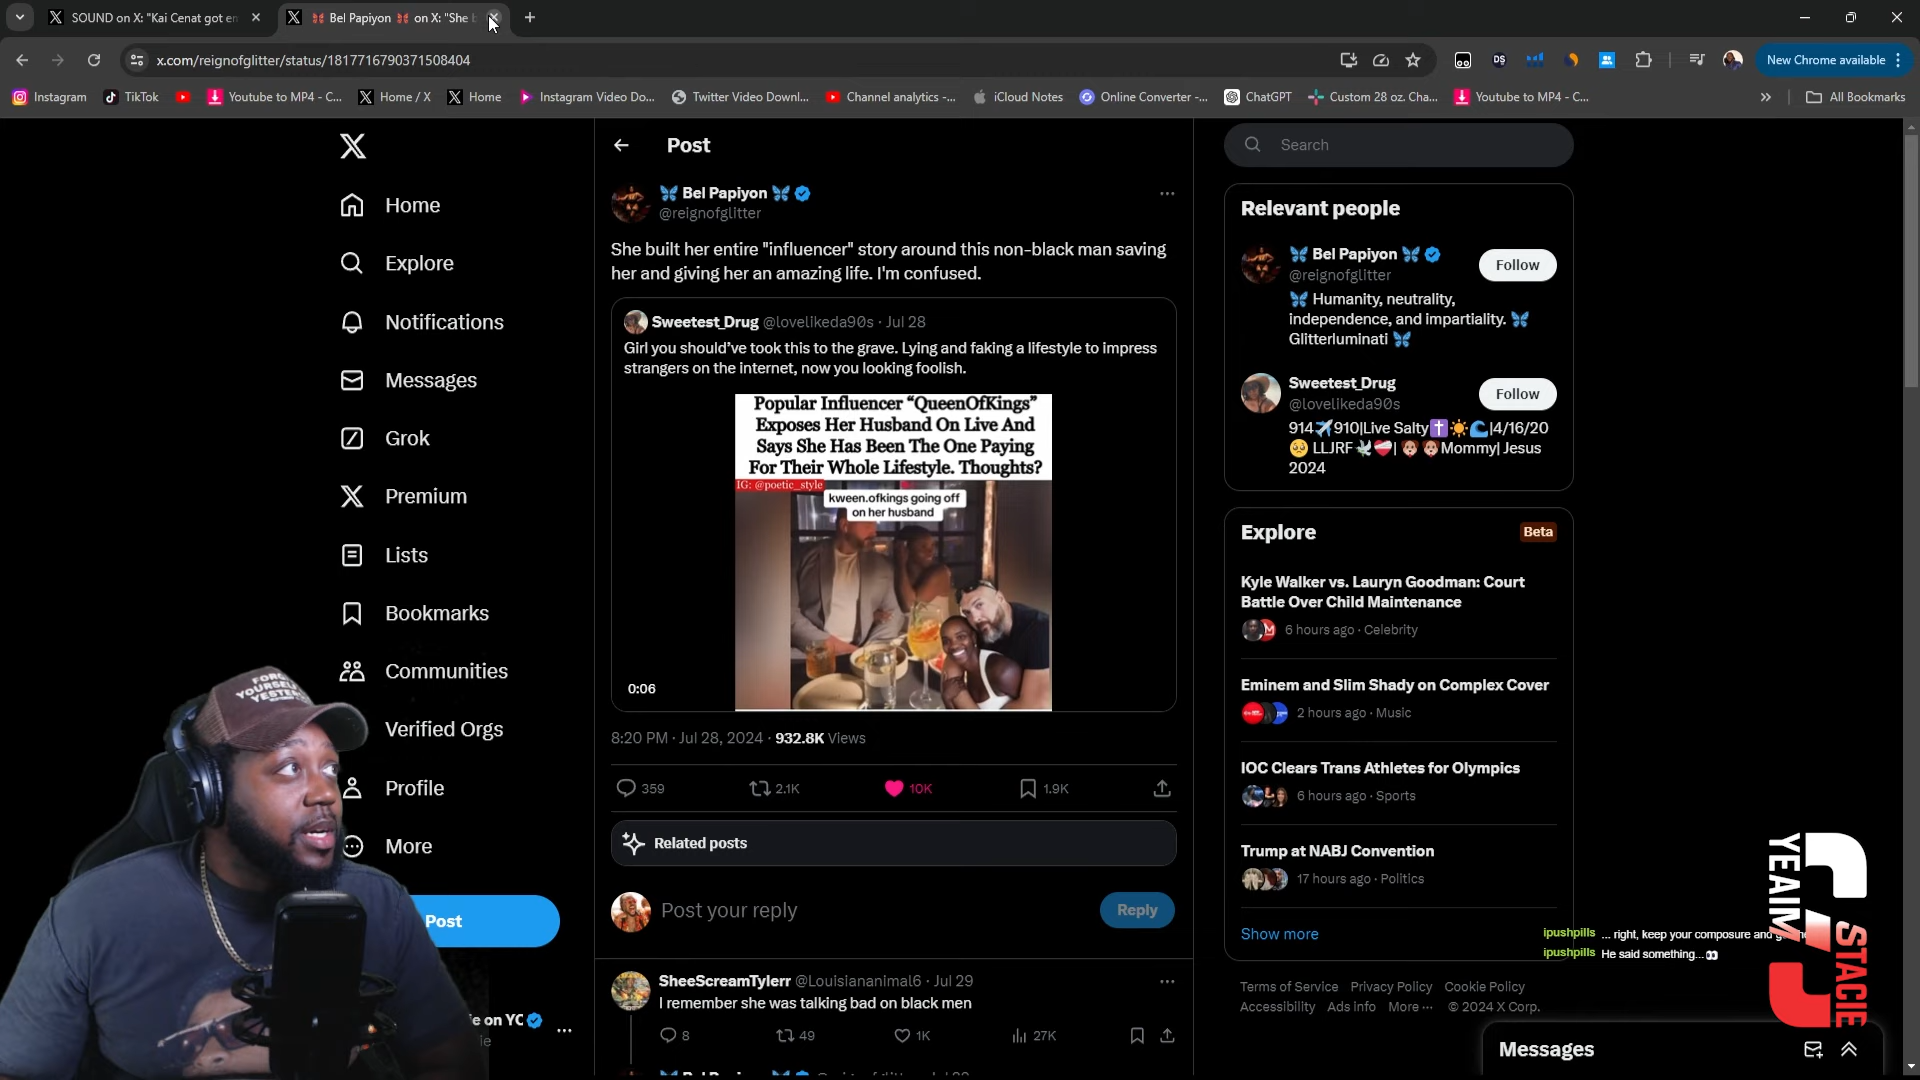 SOUND on X: "Kai Cenat got en
Bel Papiyon on X: "She b
x.com/reignofglitter/status/1817716790371508404
New Chrome available
Instagram
TikTok
Youtube to MP4 - C...
Home / X
Home
Instagram Video Do...
Twitter Video Downl...
Channel analytics -...
iCloud Notes
Online Converter -...
ChatGPT
Custom 28 oz. Cha...
Youtube to MP4 - C...
All Bookmarks
Home
Explore
Notifications
Messages
Grok
Premium
Lists
Bookmarks
Communities
Verified Orgs
Profile
More
Post
Post
🦋 Bel Papiyon 🦋
@reignofglitter
She built her entire "influencer" story around this non-black man saving
her and giving her an amazing life. I'm confused.
Sweetest_Drug @lovelikeda90s · Jul 28
Girl you should've took this to the grave. Lying and faking a lifestyle to impress
strangers on the internet, now you looking foolish.
Popular Influencer "QueenOfKings"
Exposes Her Husband On Live And
Says She Has Been The One Paying
For Their Whole Lifestyle. Thoughts?
IG: @poetic_style
kween.ofkings going off
on her husband
0:06
8:20 PM · Jul 28, 2024 · 932.8K Views
359
2.1K
10K
1.9K
Related posts
Post your reply
Reply
SheeScreamTylerr @Louisiananimal6 · Jul 29
I remember she was talking bad on black men
8
49
1K
27K
Search
Relevant people
🦋 Bel Papiyon 🦋
@reignofglitter
Follow
🦋 Humanity, neutrality,
independence, and impartiality. 🦋
Glitterluminati 🦋
Sweetest_Drug
@lovelikeda90s
Follow
914✈️910|Live Salty✝️☀️🌊|4/16/20
🥺 LLJRF🕊️❤️‍🩹| 👶🏽👶🏽Mommy| Jesus
2024
Explore
Beta
Kyle Walker vs. Lauryn Goodman: Court
Battle Over Child Maintenance
6 hours ago · Celebrity
Eminem and Slim Shady on Complex Cover
2 hours ago · Music
IOC Clears Trans Athletes for Olympics
6 hours ago · Sports
Trump at NABJ Convention
17 hours ago · Politics
Show more
ipushpills ... right, keep your composure and
ipushpills He said something...👀
Terms of Service Privacy Policy Cookie Policy
Accessibility Ads info More ··· © 2024 X Corp.
Messages
YEAIM
STACIE
FORG
YOURSELF
YESTE
ie on YC
ie